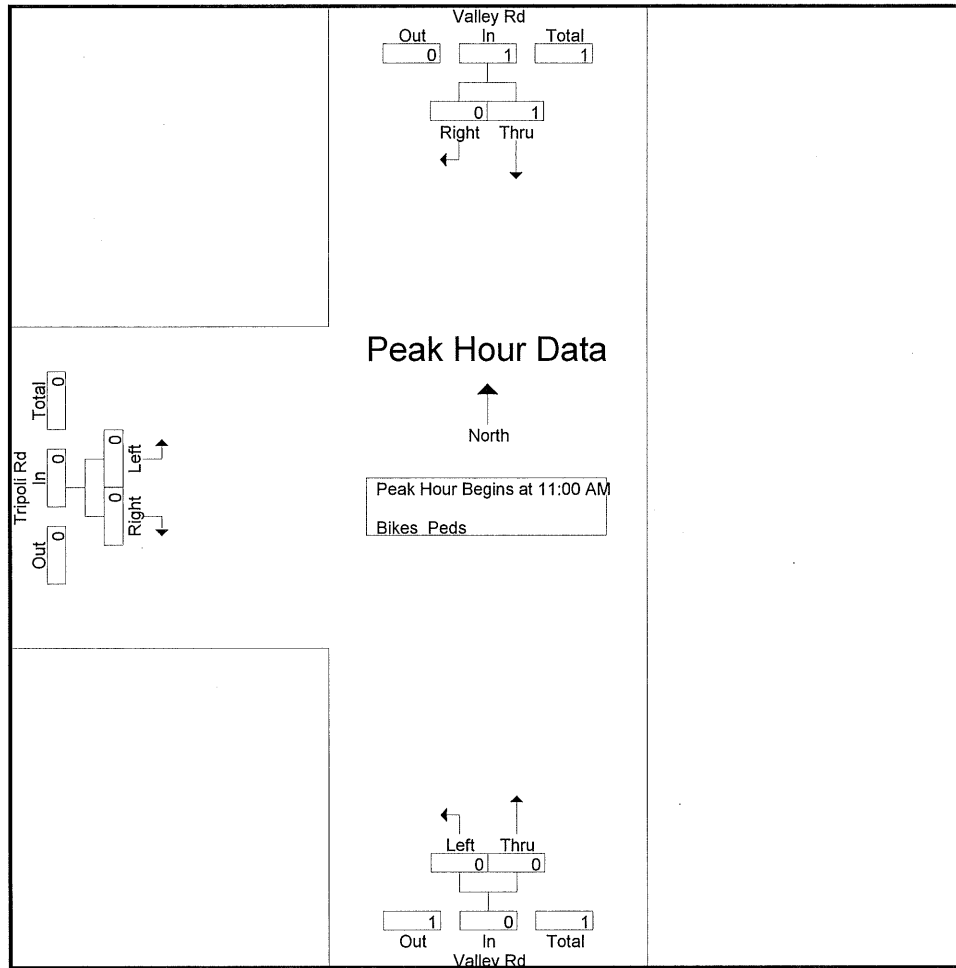 Valley Rd
Out In Total
0 1 1
0 1
Right Thru
Peak Hour Data
North
Peak Hour Begins at 11:00 AM
Bikes Peds
Tripoli Rd
Out In Total
0 0 0
Right Left
0 0
Left Thru
0 0
1 0 1
Out In Total
Valley Rd